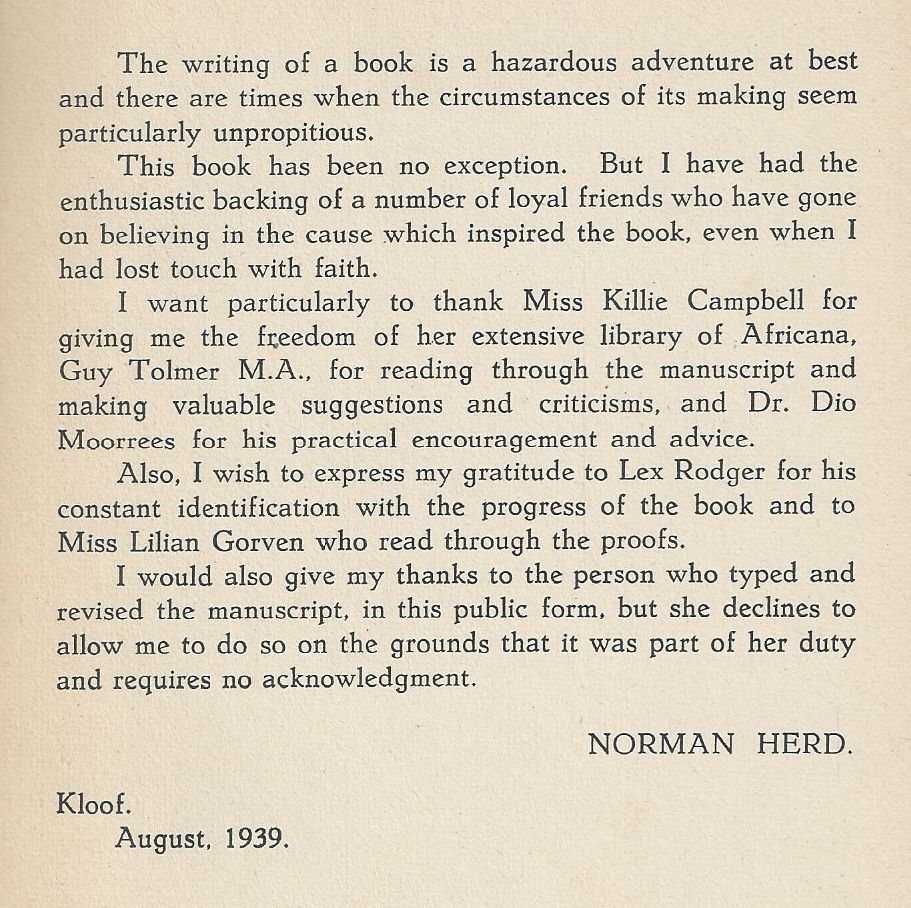 The writing of a book is a hazardous adventure at best
and there are times when the circumstances of its making seem
particularly unpropitious.
This book has been no exception. But I have had the
enthusiastic backing of a number of loyal friends who have gone
on believing in the cause which inspired the book, even when I
had lost touch with faith.
I want particularly to thank Miss Killie Campbell for
giving me the freedom of her extensive library of Africana,
Guy Tolmer M.A., for reading through the manuscript and
making valuable suggestions and criticisms, and Dr. Dio
Moorrees for his practical encouragement and advice.
Also, I wish to express my gratitude to Lex Rodger for his
constant identification with the progress of the book and to
Miss Lilian Gorven who read through the proofs.
I would also give my thanks to the person who typed and
revised the manuscript, in this public form, but she declines to
allow me to do so on the grounds that it was part of her duty
and requires no acknowledgment.
NORMAN HERD.
Kloof.
August, 1939.